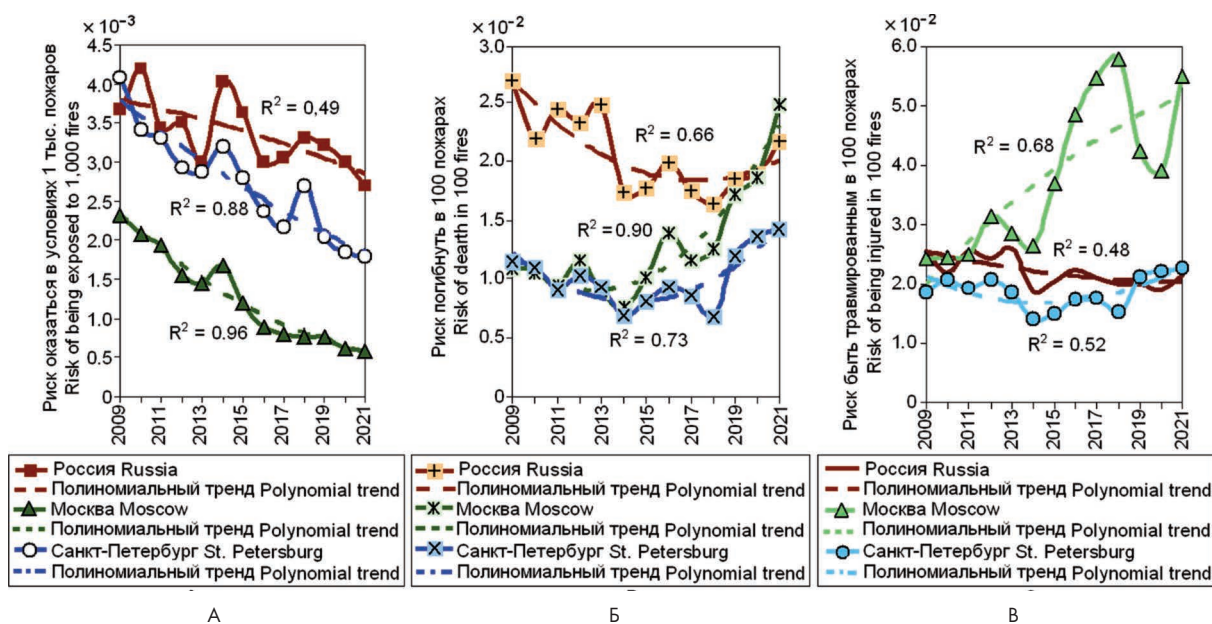 × 10⁻³
Риск оказаться в условиях 1 тыс. пожаров
Risk of being exposed to 1,000 fires
4.5
4.0
3.5
3.0
2.5
2.0
1.5
1.0
0.5
0
R² = 0,49
R² = 0.88
R² = 0.96
2009
2011
2013
2015
2017
2019
2021
Россия Russia
Полиномиальный тренд Polynomial trend
Москва Moscow
Полиномиальный тренд Polynomial trend
Санкт-Петербург St. Petersburg
Полиномиальный тренд Polynomial trend
А
× 10⁻²
Риск погибнуть в 100 пожарах
Risk of death in 100 fires
3.0
2.5
2.0
1.5
1.0
0.5
0
R² = 0.66
R² = 0.90
R² = 0.73
2009
2011
2013
2015
2017
2019
2021
Россия Russia
Полиномиальный тренд Polynomial trend
Москва Moscow
Полиномиальный тренд Polynomial trend
Санкт-Петербург St. Petersburg
Полиномиальный тренд Polynomial trend
Б
× 10⁻²
Риск быть травмированным в 100 пожарах
Risk of being injured in 100 fires
6.0
5.0
4.0
3.0
2.0
1.0
0
R² = 0.68
R² = 0.48
R² = 0.52
2009
2011
2013
2015
2017
2019
2021
Россия Russia
Полиномиальный тренд Polynomial trend
Москва Moscow
Полиномиальный тренд Polynomial trend
Санкт-Петербург St. Petersburg
Полиномиальный тренд Polynomial trend
В